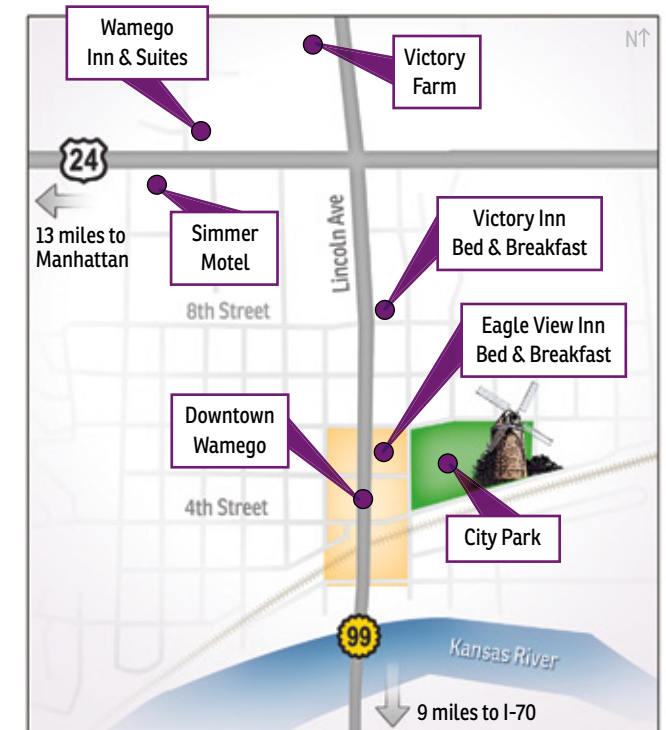 Wamego
Inn & Suites
Victory
Farm
N↑
24
13 miles to
Manhattan
Simmer
Motel
Lincoln Ave
Victory Inn
Bed & Breakfast
8th Street
Eagle View Inn
Bed & Breakfast
Downtown
Wamego
4th Street
City Park
99
Kansas River
9 miles to I-70